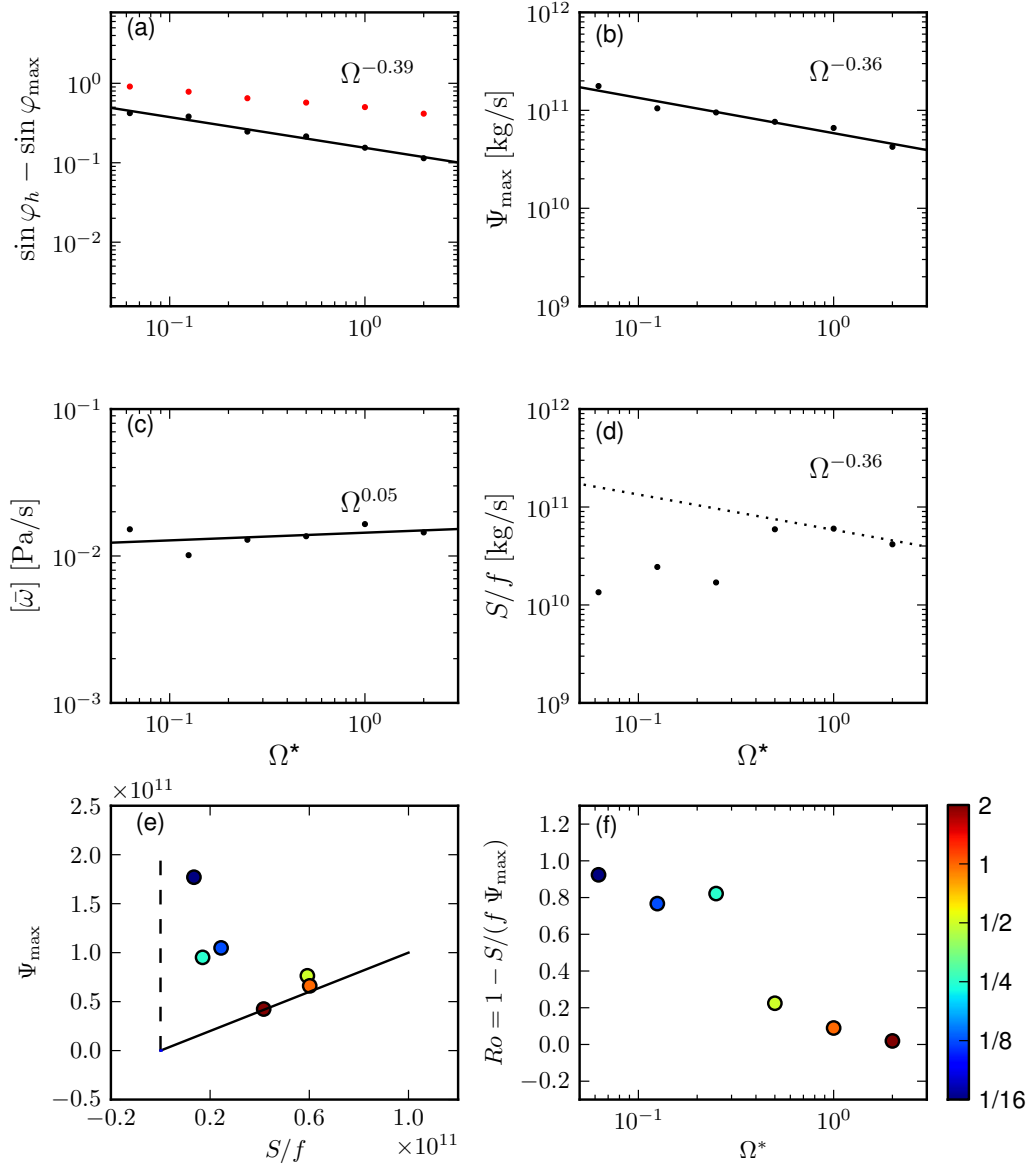 (a)
Ω^{−0.39}
sin φ_h − sin φ_max
10^0
10^{−1}
10^{−2}
10^{−1}
10^0
(b)
Ω^{−0.36}
Ψ_max [kg/s]
10^{12}
10^{11}
10^{10}
10^9
10^{−1}
10^0
(c)
Ω^{0.05}
[ω̄] [Pa/s]
10^{−1}
10^{−2}
10^{−3}
10^{−1}
10^0
Ω*
(d)
Ω^{−0.36}
S/f [kg/s]
10^{12}
10^{11}
10^{10}
10^9
10^{−1}
10^0
Ω*
×10^{11}
(e)
Ψ_max
2.5
2.0
1.5
1.0
0.5
0.0
−0.5
−0.2
0.2
0.6
1.0
S/f
×10^{11}
(f)
Ro = 1 − S/(f Ψ_max)
1.2
1.0
0.8
0.6
0.4
0.2
0.0
−0.2
10^{−1}
10^0
Ω*
2
1
1/2
1/4
1/8
1/16